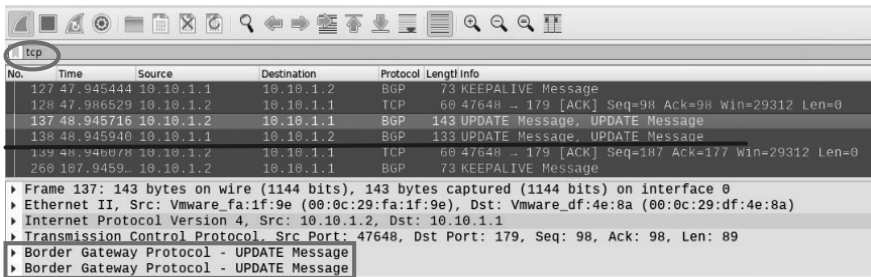 tcp
No. Time Source Destination Protocol Lengtl Info
127 47.945444 10.10.1.1 10.10.1.2 BGP 73 KEEPALIVE Message
128 47.986529 10.10.1.2 10.10.1.1 TCP 60 47648 → 179 [ACK] Seq=98 Ack=98 Win=29312 Len=0
137 48.945716 10.10.1.2 10.10.1.1 BGP 143 UPDATE Message, UPDATE Message
138 48.945940 10.10.1.1 10.10.1.2 BGP 133 UPDATE Message, UPDATE Message
139 48.946078 10.10.1.2 10.10.1.1 TCP 60 47648 → 179 [ACK] Seq=187 Ack=177 Win=29312 Len=0
260 107.9459… 10.10.1.1 10.10.1.2 BGP 73 KEEPALIVE Message
Frame 137: 143 bytes on wire (1144 bits), 143 bytes captured (1144 bits) on interface 0
Ethernet II, Src: Vmware_fa:1f:9e (00:0c:29:fa:1f:9e), Dst: Vmware_df:4e:8a (00:0c:29:df:4e:8a)
Internet Protocol Version 4, Src: 10.10.1.2, Dst: 10.10.1.1
Transmission Control Protocol, Src Port: 47648, Dst Port: 179, Seq: 98, Ack: 98, Len: 89
Border Gateway Protocol - UPDATE Message
Border Gateway Protocol - UPDATE Message